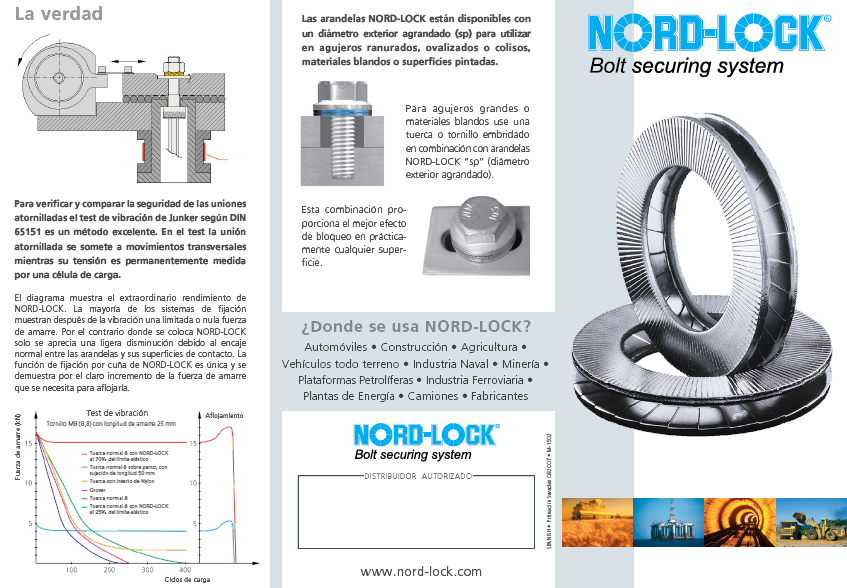 La verdad
Para verificar y comparar la seguridad de las uniones
atornilladas el test de vibración de Junker según DIN
65151 es un método excelente. En el test la unión
atornillada se somete a movimientos transversales
mientras su tensión es permanentemente medida
por una célula de carga.
El diagrama muestra el extraordinario rendimiento de
NORD-LOCK. La mayoría de los sistemas de fijación
muestran después de la vibración una limitada o nula fuerza
de amarre. Por el contrario donde se coloca NORD-LOCK
solo se aprecia una ligera disminución debido al encaje
normal entre las arandelas y sus superficies de contacto. La
función de fijación por cuña de NORD-LOCK es única y se
demuestra por el claro incremento de la fuerza de amarre
que se necesita para aflojarla.
Fuerza de amarre (kN)
Test de vibración
Tornillo M8 (8,8) con longitud de amarre 25 mm
Aflojamiento
15
10
5
15
10
5
Tuerca normal 8 con NORD-LOCK
al 70% del límite elástico
Tuerca normal 8 sobre perno, con
sujeción de longitud 50 mm
Tuerca con inserto de Nylon
Grover
Tuerca normal 8
Tuerca normal 8 con NORD-LOCK
al 25% del límite elástico
100 200 300 400
Ciclos de carga
Las arandelas NORD-LOCK están disponibles con
un diámetro exterior agrandado (sp) para utilizar
en agujeros ranurados, ovalizados o colisos,
materiales blandos o superficies pintadas.
Para agujeros grandes o
materiales blandos use una
tuerca o tornillo embridado
en combinación con arandelas
NORD-LOCK "sp" (diámetro
exterior agrandado).
Esta combinación pro-
porciona el mejor efecto
de bloqueo en práctica-
mente cualquier super-
ficie.
¿Donde se usa NORD-LOCK?
Automóviles • Construcción • Agricultura •
Vehículos todo terreno • Industria Naval • Minería •
Plataformas Petrolíferas • Industria Ferroviaria •
Plantas de Energía • Camiones • Fabricantes
NORD-LOCK®
Bolt securing system
DISTRIBUIDOR AUTORIZADO
www.nord-lock.com
SPANISH • Printed in Sweden
NORD-LOCK®
Bolt securing system